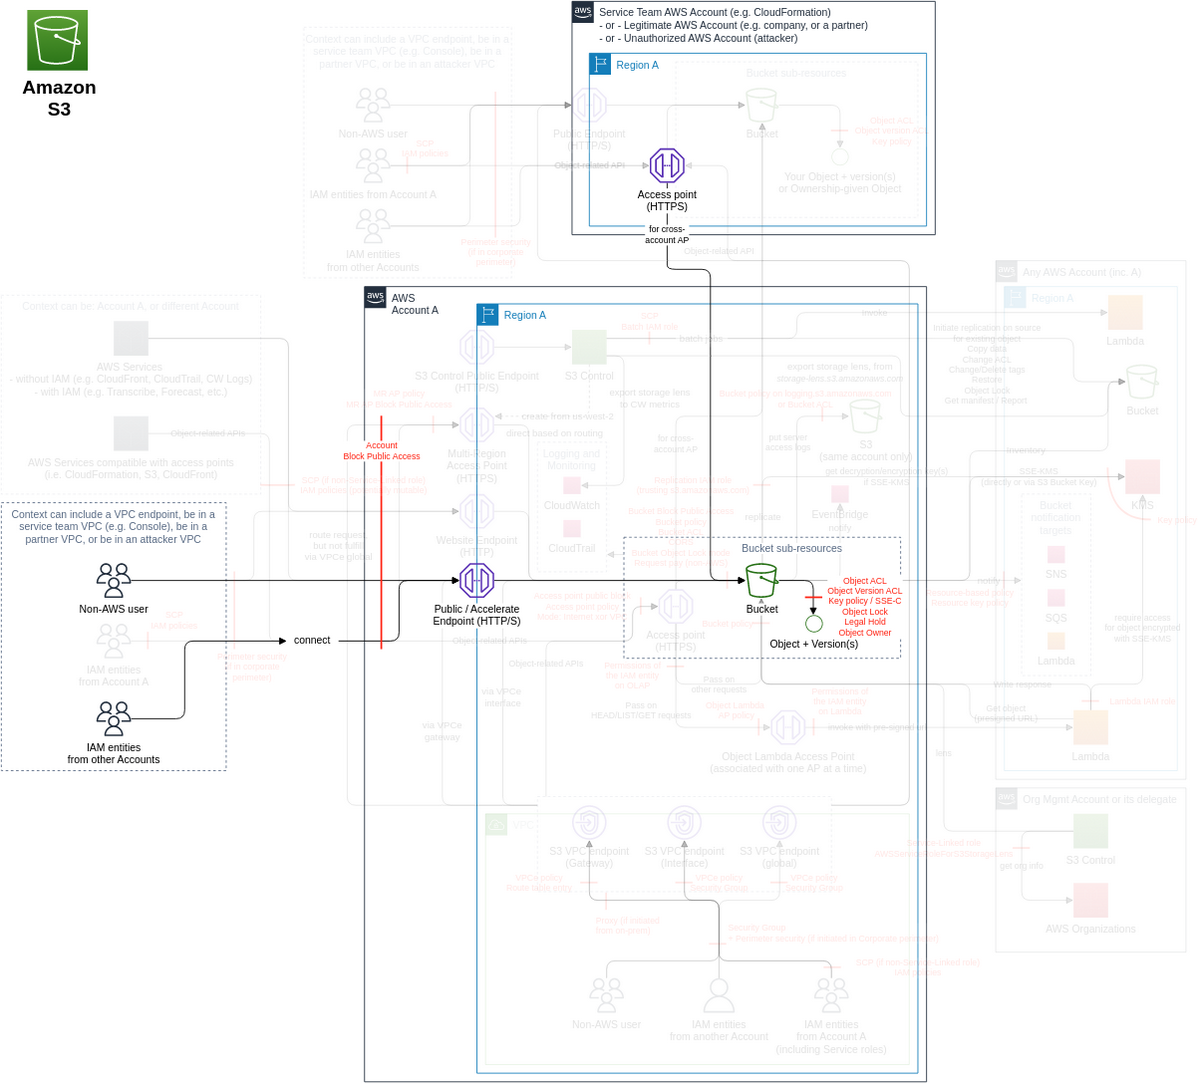 Amazon
S3
aws
Service Team AWS Account (e.g. CloudFormation)
- or - Legitimate AWS Account (e.g. company, or a partner)
- or - Unauthorized AWS Account (attacker)
Region A
Context can include a VPC endpoint, be in a
service team VPC (e.g. Console), be in a
partner VPC, or be in an attacker VPC
Bucket sub-resources
Non-AWS user
SCP
IAM policies
IAM entities from Account A
IAM entities
from other Accounts
Perimeter security
(if in corporate
perimeter)
Public Endpoint
(HTTP/S)
Object-related API
Bucket
Object ACL
Object version ACL
Key policy
Your Object + version(s)
or Ownership-given Object
Access point
(HTTPS)
for cross-
account AP
Object-related API
aws
Any AWS Account (inc. A)
Region A
Lambda
invoke
Initiate replication on source
for existing object
Copy data
Change ACL
Change/Delete tags
Restore
Object Lock
Get manifest / Report
Bucket
inventory
SSE-KMS
(directly or via S3 Bucket Key)
KMS
Key policy
Bucket
notification
targets
SNS
SQS
Lambda
notify
Resource-based policy
Resource key policy
require access
for object encrypted
with SSE-KMS
Write response
Lambda IAM role
Get object
(presigned URL)
Lambda
Context can be: Account A, or different Account
AWS Services
- without IAM (e.g. CloudFront, CloudTrail, CW Logs)
- with IAM (e.g. Transcribe, Forecast, etc.)
Object-related APIs
AWS Services compatible with access points
(i.e. CloudFormation, S3, CloudFront)
SCP (if non-Service-Linked role)
aws
AWS
Account A
Region A
S3 Control Public Endpoint
(HTTP/S)
S3 Control
SCP
Batch IAM role
batch jobs
export storage lens
to CW metrics
export storage lens, from
storage-lens.s3.amazonaws.com
MR AP policy
MR AP Block Public Access
create from us-west-2
direct based on routing
Multi-Region
Access Point
(HTTPS)
Account
Block Public Access
Logging and
Monitoring
CloudWatch
CloudTrail
for cross-
account AP
Bucket policy on logging.s3.amazonaws.com
or Bucket ACL
put server
access logs
S3
(same account only)
get decryption/encryption key(s)
if SSE-KMS
Replication IAM role
replicate
EventBridge
notify
Website Endpoint
(HTTP)
route request
but not fulfill
via VPCe global
Bucket Block Public access
Bucket policy
Bucket Object Lock mode
Context can include a VPC endpoint, be in a
service team VPC (e.g. Console), be in a
partner VPC, or be in an attacker VPC
Non-AWS user
SCP
IAM policies
IAM entities
from Account A
Perimeter security
(if in corporate
perimeter)
IAM entities
from other Accounts
connect
Public / Accelerate
Endpoint (HTTP/S)
Object-related APIs
Bucket sub-resources
Bucket
Object ACL
Object Version ACL
Key policy / SSE-C
Object Lock
Legal Hold
Object Owner
Object + Version(s)
Access point policy
Access point
(HTTPS)
Bucket policy
Object-related APIs
Permissions of
the IAM entity
on OLAP
Pass on
other requests
Pass on
HEAD/LIST/GET requests
Object Lambda
AP policy
Permissions of
the IAM entity
on Lambda
invoke with pre-signed url
Object Lambda Access Point
(associated with one AP at a time)
via VPCe
interface
via VPCe
gateway
lens
aws
Org Mgmt Account or its delegate
S3 Control
Service-Linked role
AWSServiceRoleForS3StorageLens
get org info
AWS Organizations
VPC
S3 VPC endpoint
(Gateway)
S3 VPC endpoint
(Interface)
S3 VPC endpoint
(global)
VPCe policy
Route table entry
VPCe policy
Security Group
VPCe policy
Security Group
Proxy (if initiated
from on-prem)
Security Group
+ Perimeter security (if initiated in Corporate perimeter)
SCP (if non-Service-Linked role)
IAM policies
Non-AWS user
IAM entities
from another Account
IAM entities
from Account A
(including Service roles)